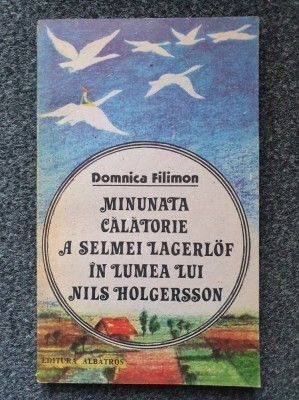 Domnica Filimon
MINUNATA
CĂLĂTORIE
A SELMEI LAGERLÖF
ÎN LUMEA LUI
NILS HOLGERSSON
EDITURA ALBATROS